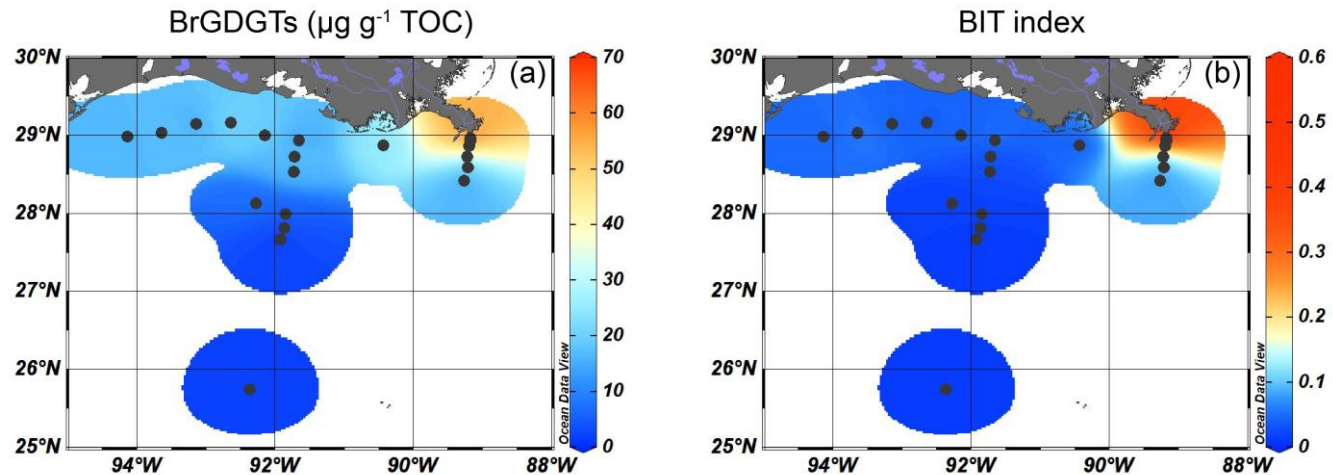 BrGDGTs (µg g⁻¹ TOC)
BIT index
30°N
29°N
28°N
27°N
26°N
25°N
94°W
92°W
90°W
88°W
(a)
70
60
50
40
30
20
10
0
Ocean Data View
30°N
29°N
28°N
27°N
26°N
25°N
94°W
92°W
90°W
88°W
(b)
0.6
0.5
0.4
0.3
0.2
0.1
0
Ocean Data View